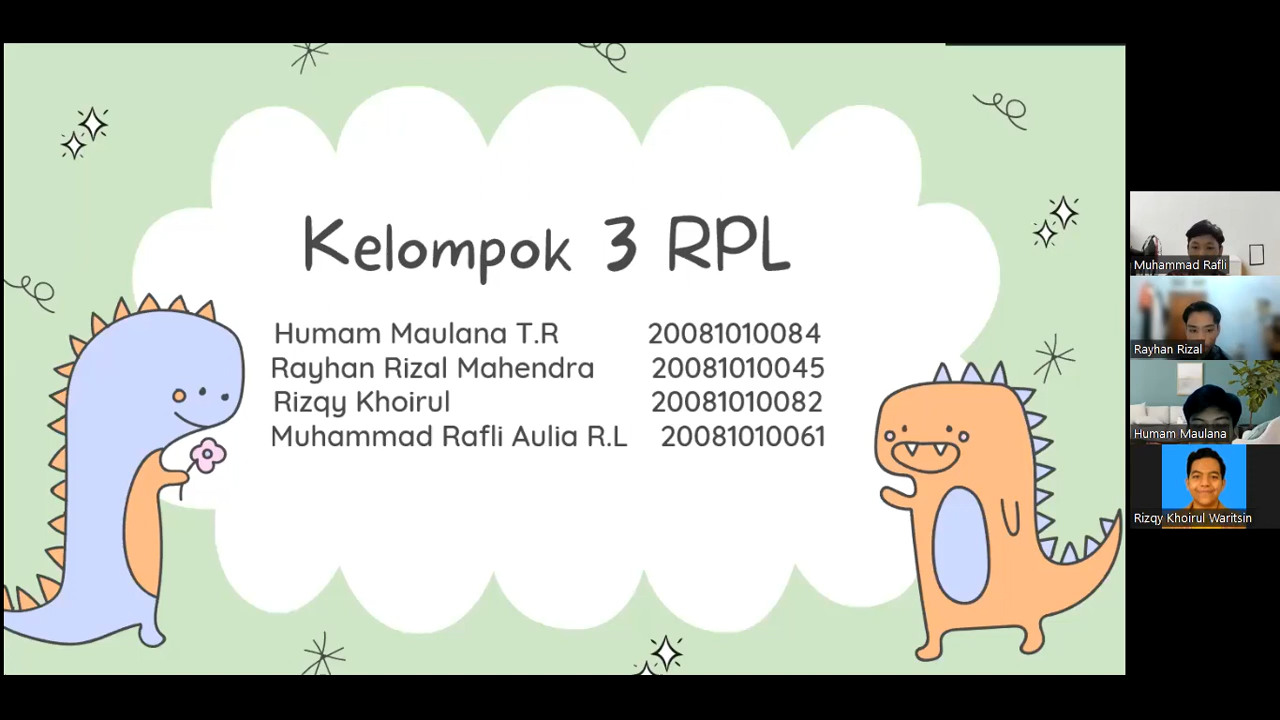 Kelompok 3 RPL
Humam Maulana T.R 20081010084
Rayhan Rizal Mahendra 20081010045
Rizqy Khoirul 20081010082
Muhammad Rafli Aulia R.L 20081010061
Muhammad Rafli
Rayhan Rizal
Humam Maulana
Rizqy Khoirul Waritsin